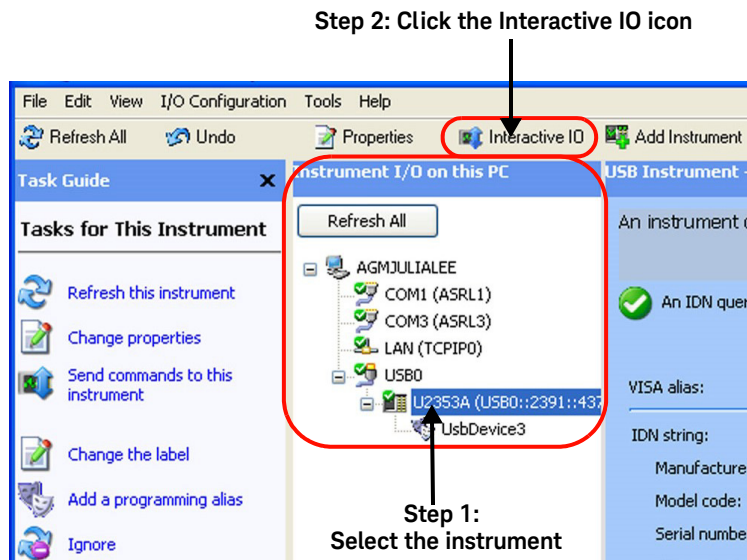 Step 2: Click the Interactive IO icon
File Edit View I/O Configuration Tools Help
Refresh All Undo Properties Interactive IO Add Instrument
Task Guide X
Tasks for This Instrument
Refresh this instrument
Change properties
Send commands to this
instrument
Change the label
Add a programming alias
Ignore
Instrument I/O on this PC
Refresh All
AGMJULIALEE
COM1 (ASRL1)
COM3 (ASRL3)
LAN (TCPIP0)
USB0
U2353A (USB0::2391::437
UsbDevice3
Step 1:
Select the instrument
USB Instrument -
An instrument
An IDN quer
VISA alias:
IDN string:
Manufacture
Model code:
Serial numbe